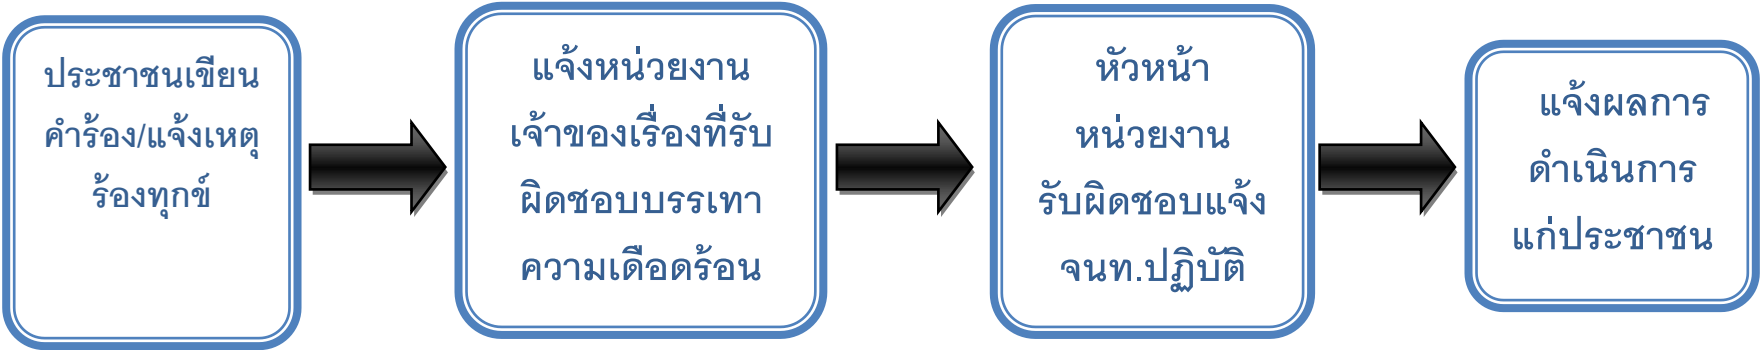 ประชาชนเขียน
คำร้อง/แจ้งเหตุ
ร้องทุกข์
แจ้งหน่วยงาน
เจ้าของเรื่องที่รับ
ผิดชอบบรรเทา
ความเดือดร้อน
หัวหน้า
หน่วยงาน
รับผิดชอบแจ้ง
จนท.ปฏิบัติ
แจ้งผลการ
ดำเนินการ
แก่ประชาชน